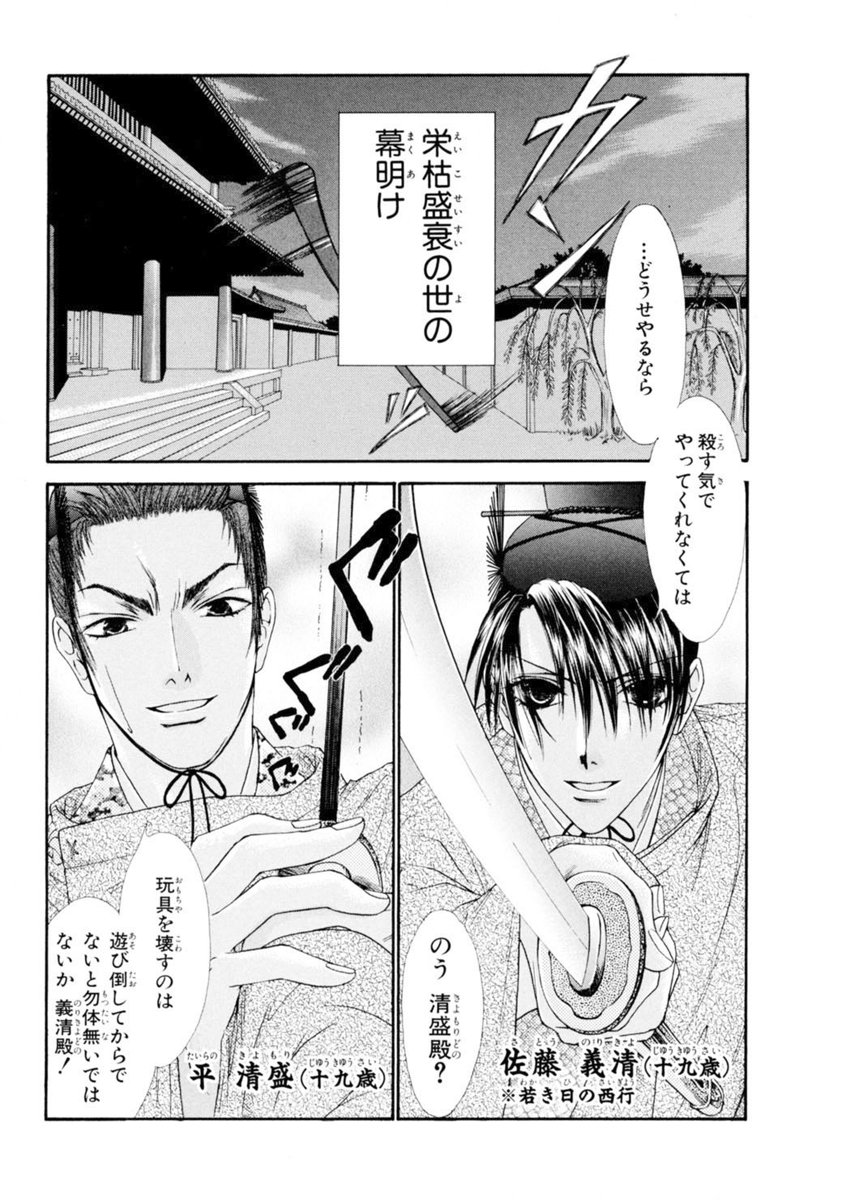 栄枯盛衰の世の
幕明け
ガッ
…どうせやるなら
殺す気で
やってくれなくては
のう 清盛殿?
佐藤 義清(十九歳)
※若き日の西行
玩具を壊すのは
遊び倒してからで
ないと勿体無いでは
ないか 義清殿!
平 清盛(十九歳)